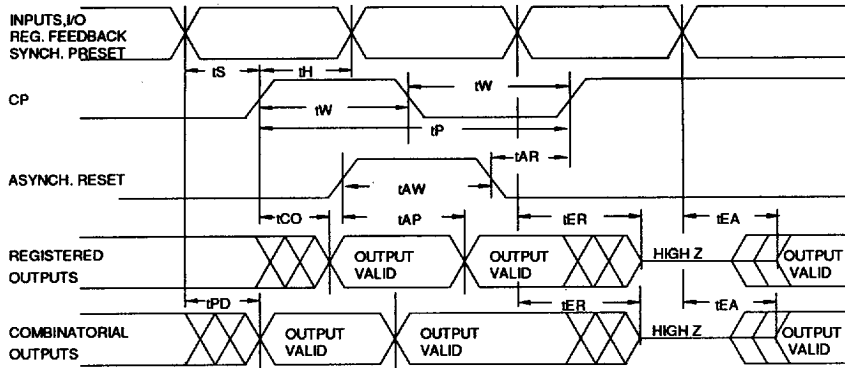 INPUTS,I/O
REG. FEEDBACK
SYNCH. PRESET
tS
tH
tW
CP
tW
tP
tAR
ASYNCH. RESET
tAW
tCO
tAP
tER
tEA
REGISTERED
OUTPUTS
OUTPUT
VALID
OUTPUT
VALID
HIGH Z
OUTPUT
VALID
tPD
tER
tEA
COMBINATORIAL
OUTPUTS
OUTPUT
VALID
OUTPUT
VALID
HIGH Z
OUTPUT
VALID